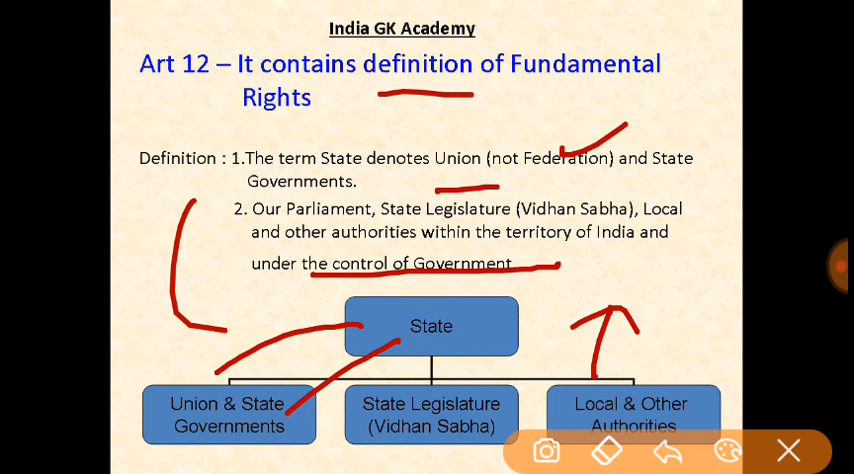 India GK Academy
Art 12 – It contains definition of Fundamental
Rights
Definition : 1.The term State denotes Union (not Federation) and State
Governments.
2. Our Parliament, State Legislature (Vidhan Sabha), Local
and other authorities within the territory of India and
under the control of Government
State
Union & State
Governments
State Legislature
(Vidhan Sabha)
Local & Other
Authorities